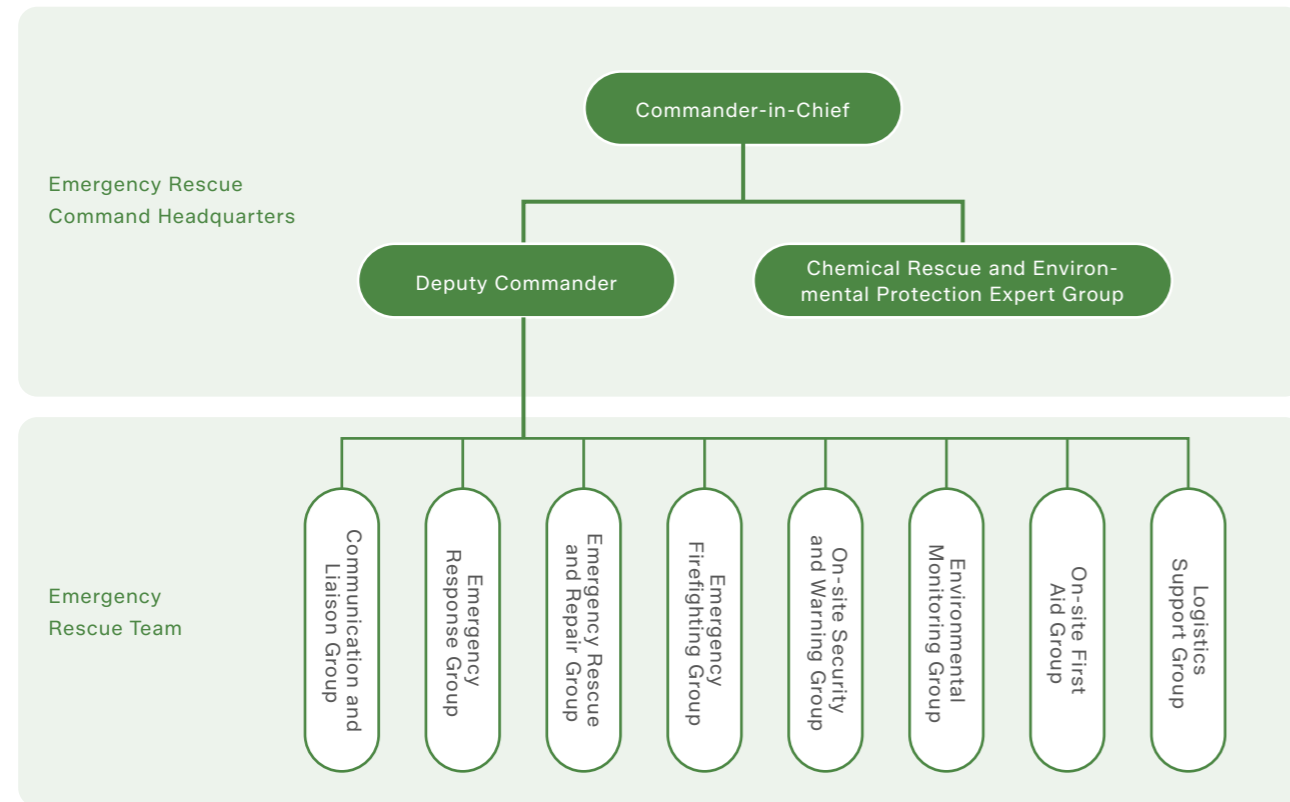 Commander-in-Chief
Emergency Rescue
Command Headquarters
Deputy Commander
Chemical Rescue and Environ-
mental Protection Expert Group
Emergency
Rescue Team
Communication and
Liaison Group
Emergency
Response Group
Emergency Rescue
and Repair Group
Emergency
Firefighting Group
On-site Security
and Warning Group
Environmental
Monitoring Group
On-site First
Aid Group
Logistics
Support Group